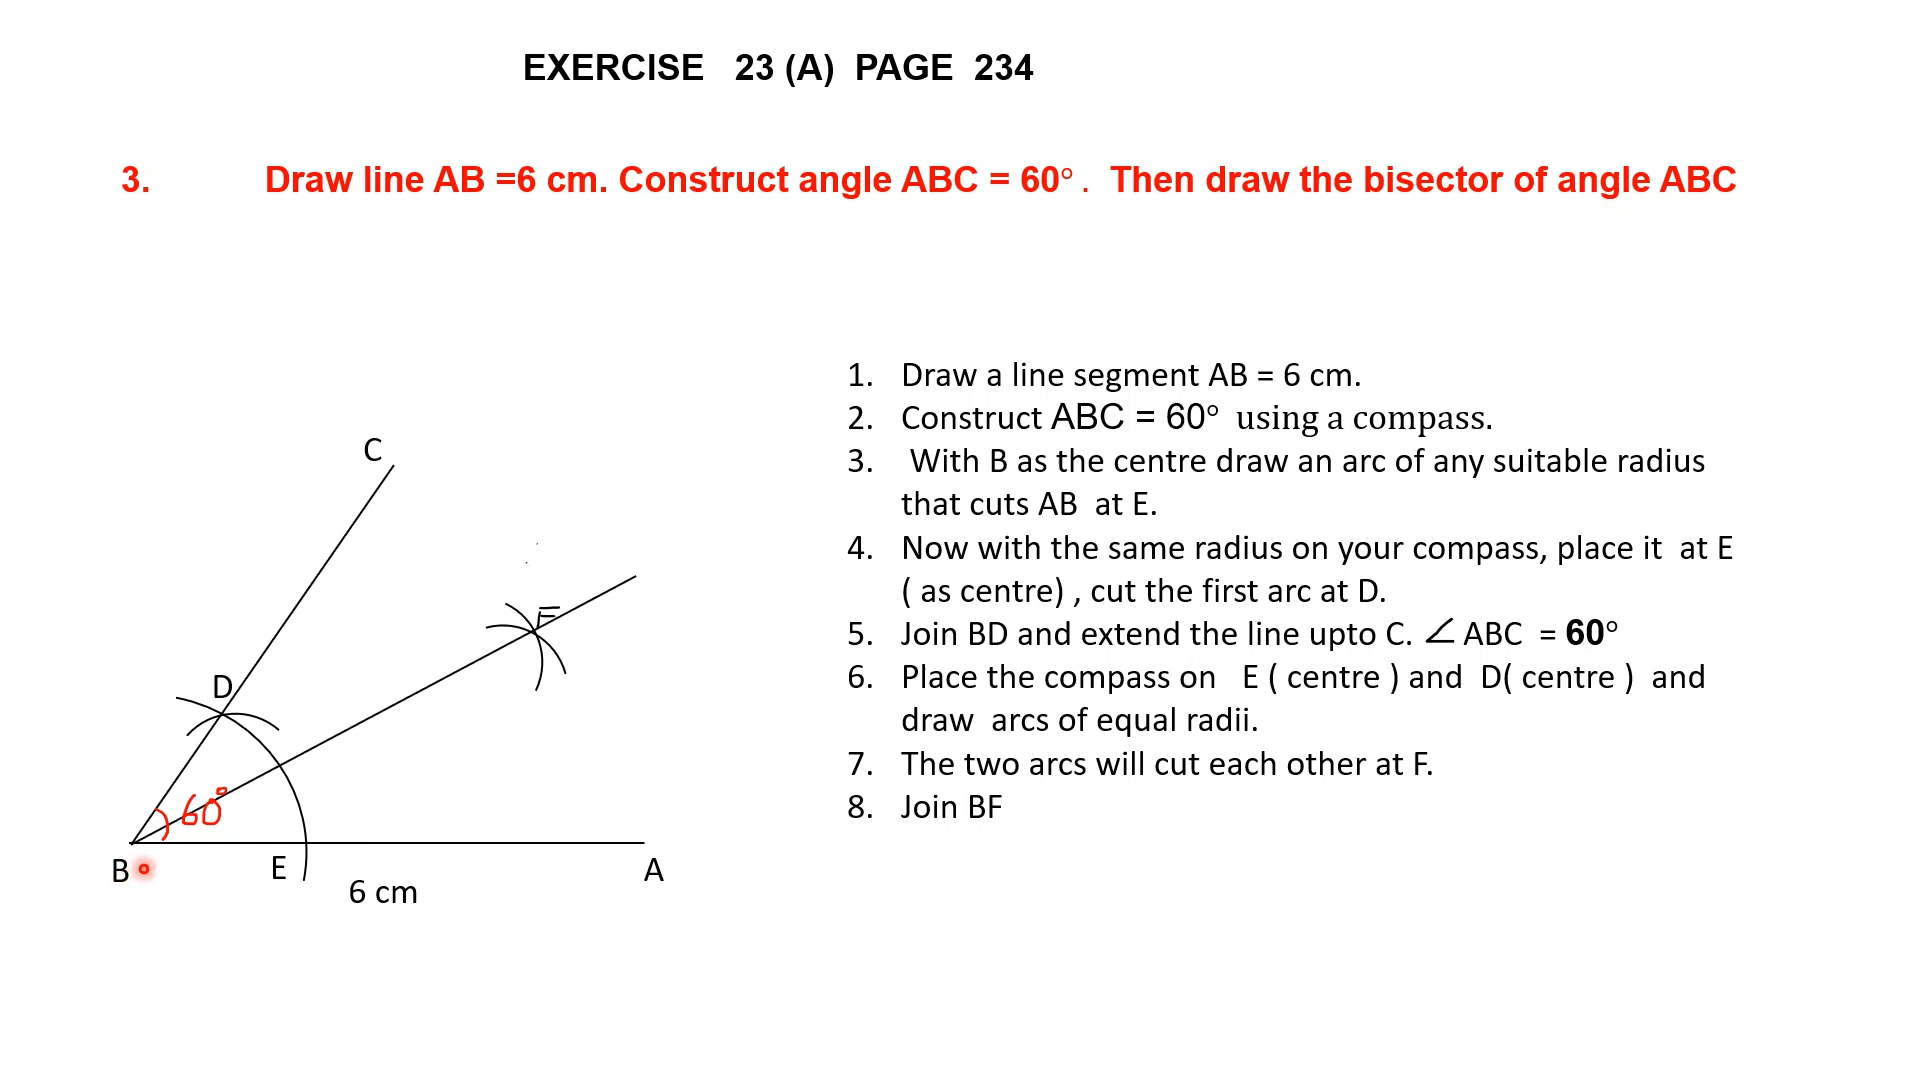 EXERCISE 23 (A) PAGE 234
3. Draw line AB =6 cm. Construct angle ABC = 60° . Then draw the bisector of angle ABC
1. Draw a line segment AB = 6 cm.
2. Construct ABC = 60° using a compass.
3. With B as the centre draw an arc of any suitable radius
that cuts AB at E.
4. Now with the same radius on your compass, place it at E
( as centre) , cut the first arc at D.
5. Join BD and extend the line upto C. ∠ ABC = 60°
6. Place the compass on E ( centre ) and D( centre ) and
draw arcs of equal radii.
7. The two arcs will cut each other at F.
8. Join BF
C
F
D
60°
B
E
A
6 cm